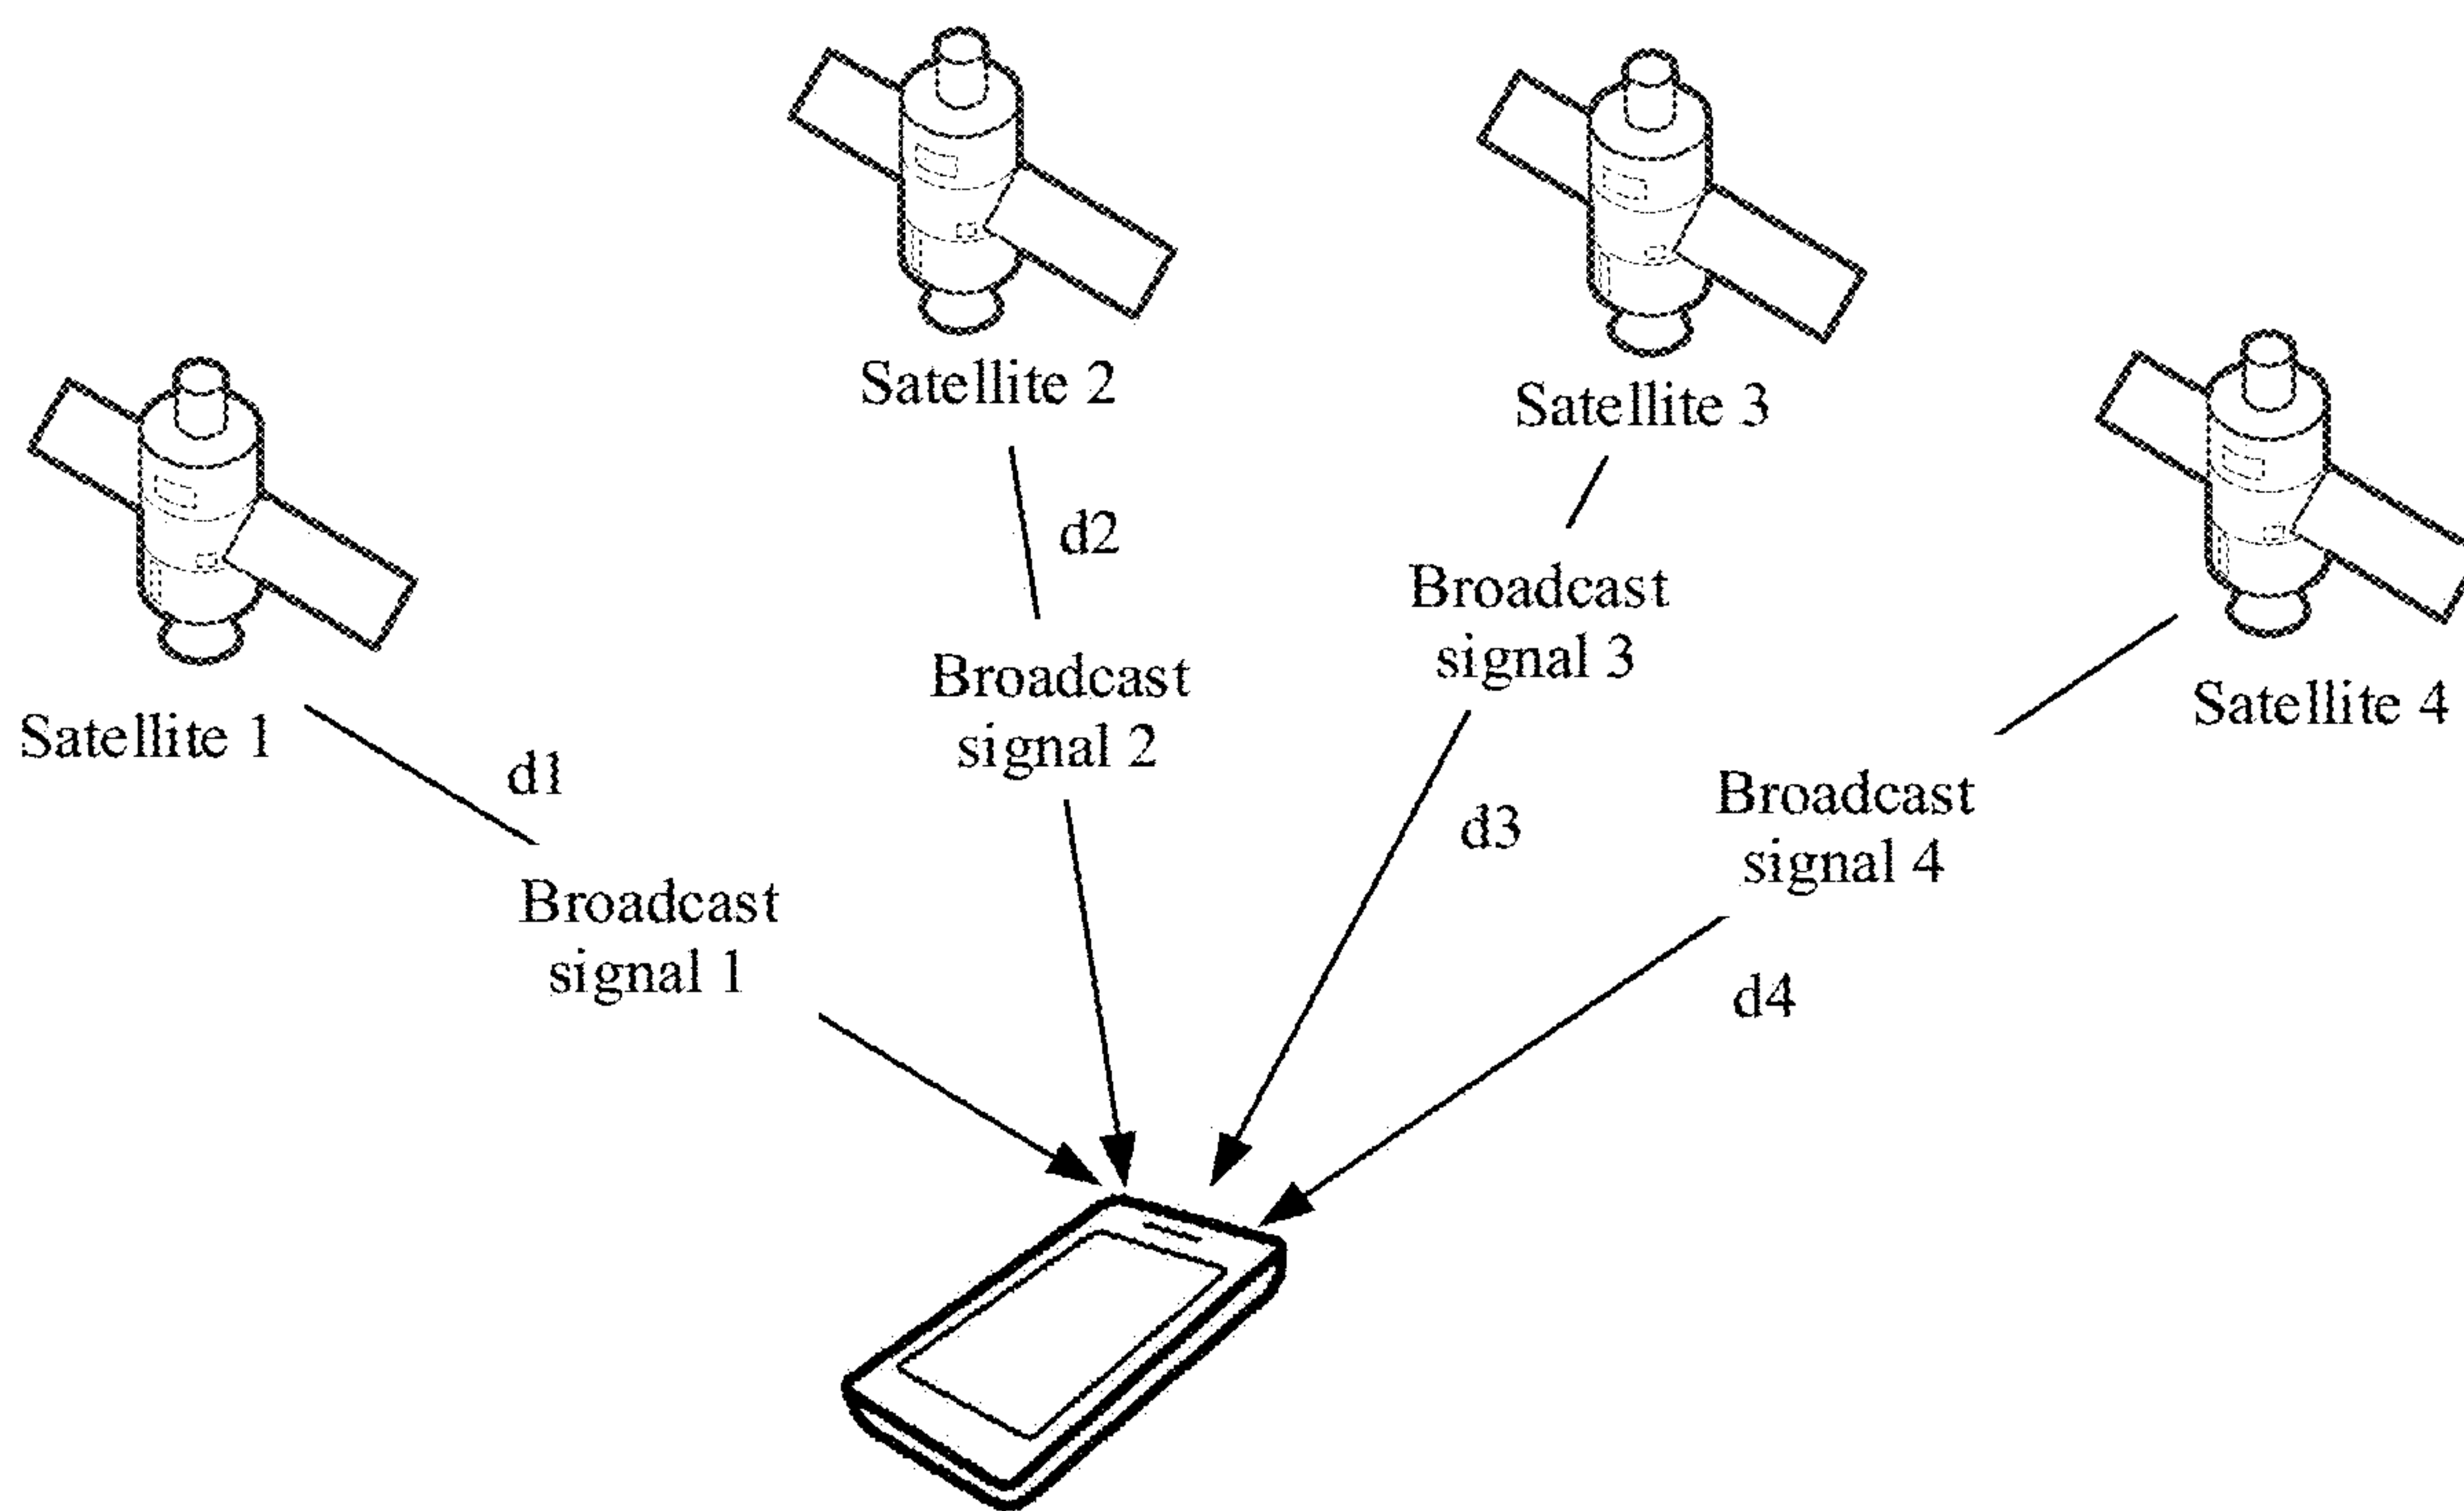 Satellite 2
Satellite 3
Satellite 1
Satellite 4
d2
Broadcast
signal 3
Broadcast
signal 2
d1
d3
Broadcast
signal 4
Broadcast
signal 1
d4